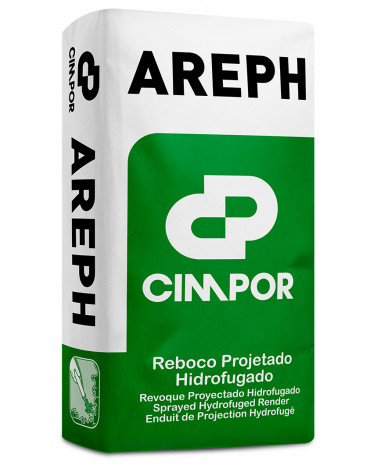 AREPH
CIMPOR
Reboco Projetado
Hidrofugado
Revoque Proyectado Hidrofugado
Sprayed Hydrofuged Render
Enduit de Projection Hydrofugé
CIMPOR
AREPH